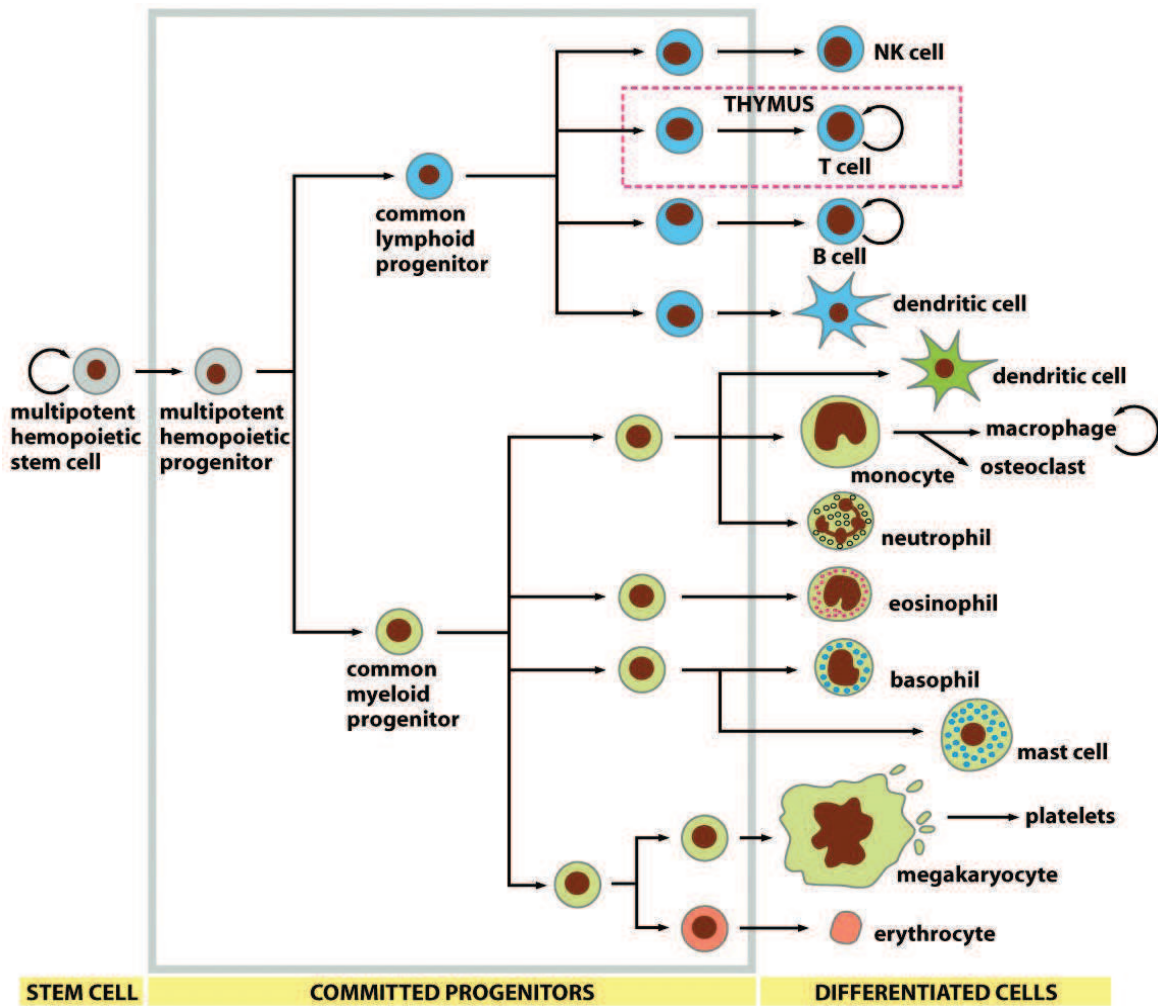 NK cell
THYMUS
T cell
common
lymphoid
progenitor
B cell
dendritic cell
multipotent
hemopoietic
stem cell
multipotent
hemopoietic
progenitor
dendritic cell
macrophage
osteoclast
monocyte
neutrophil
eosinophil
common
myeloid
progenitor
basophil
mast cell
platelets
megakaryocyte
erythrocyte
STEM CELL
COMMITTED PROGENITORS
DIFFERENTIATED CELLS